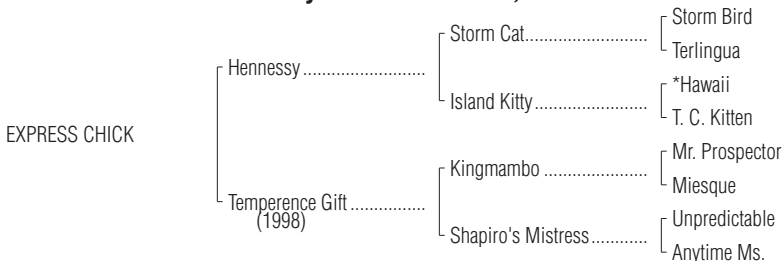 Storm Bird
Storm Cat..............................
Terlingua
Hennessy ..............................
*Hawaii
Island Kitty............................
T. C. Kitten
EXPRESS CHICK
Mr. Prospector
Kingmambo .........................
Miesque
Temperence Gift ..................
(1998)
Unpredictable
Shapiro's Mistress..............
Anytime Ms.